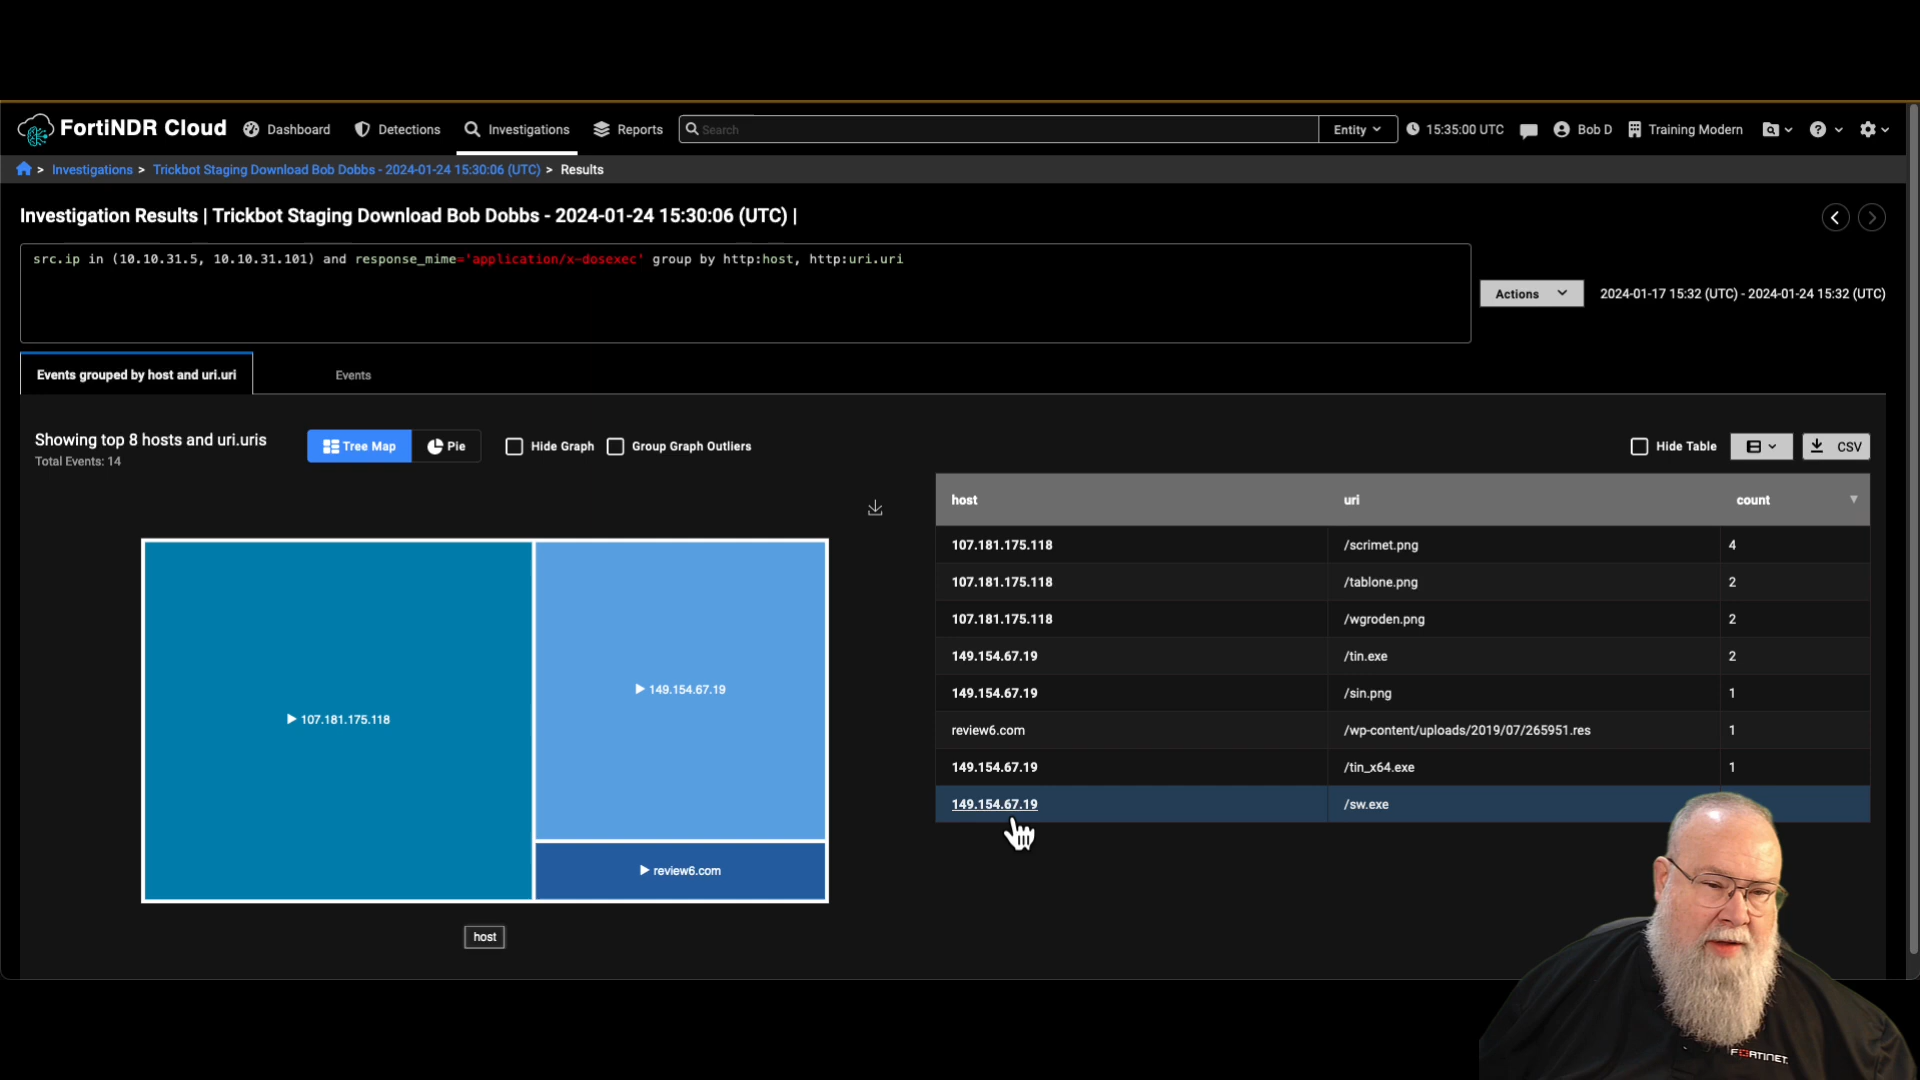 FortiNDR Cloud
Dashboard
Detections
Investigations
Reports
Search
Entity
15:35:00 UTC
Bob D
Training Modern
> Investigations > Trickbot Staging Download Bob Dobbs - 2024-01-24 15:30:06 (UTC) > Results
Investigation Results | Trickbot Staging Download Bob Dobbs - 2024-01-24 15:30:06 (UTC) |
src.ip in (10.10.31.5, 10.10.31.101) and response_mime='application/x-dosexec' group by http:host, http:uri.uri
Actions
2024-01-17 15:32 (UTC) - 2024-01-24 15:32 (UTC)
Events grouped by host and uri.uri
Events
Showing top 8 hosts and uri.uris
Total Events: 14
Tree Map
Pie
Hide Graph
Group Graph Outliers
Hide Table
CSV
host uri count
107.181.175.118 /scrimet.png 4
107.181.175.118 /tablone.png 2
107.181.175.118 /wgroden.png 2
149.154.67.19 /tin.exe 2
149.154.67.19 /sin.png 1
review6.com /wp-content/uploads/2019/07/265951.res 1
149.154.67.19 /tin_x64.exe 1
149.154.67.19 /sw.exe
107.181.175.118
149.154.67.19
review6.com
host
FORTINET